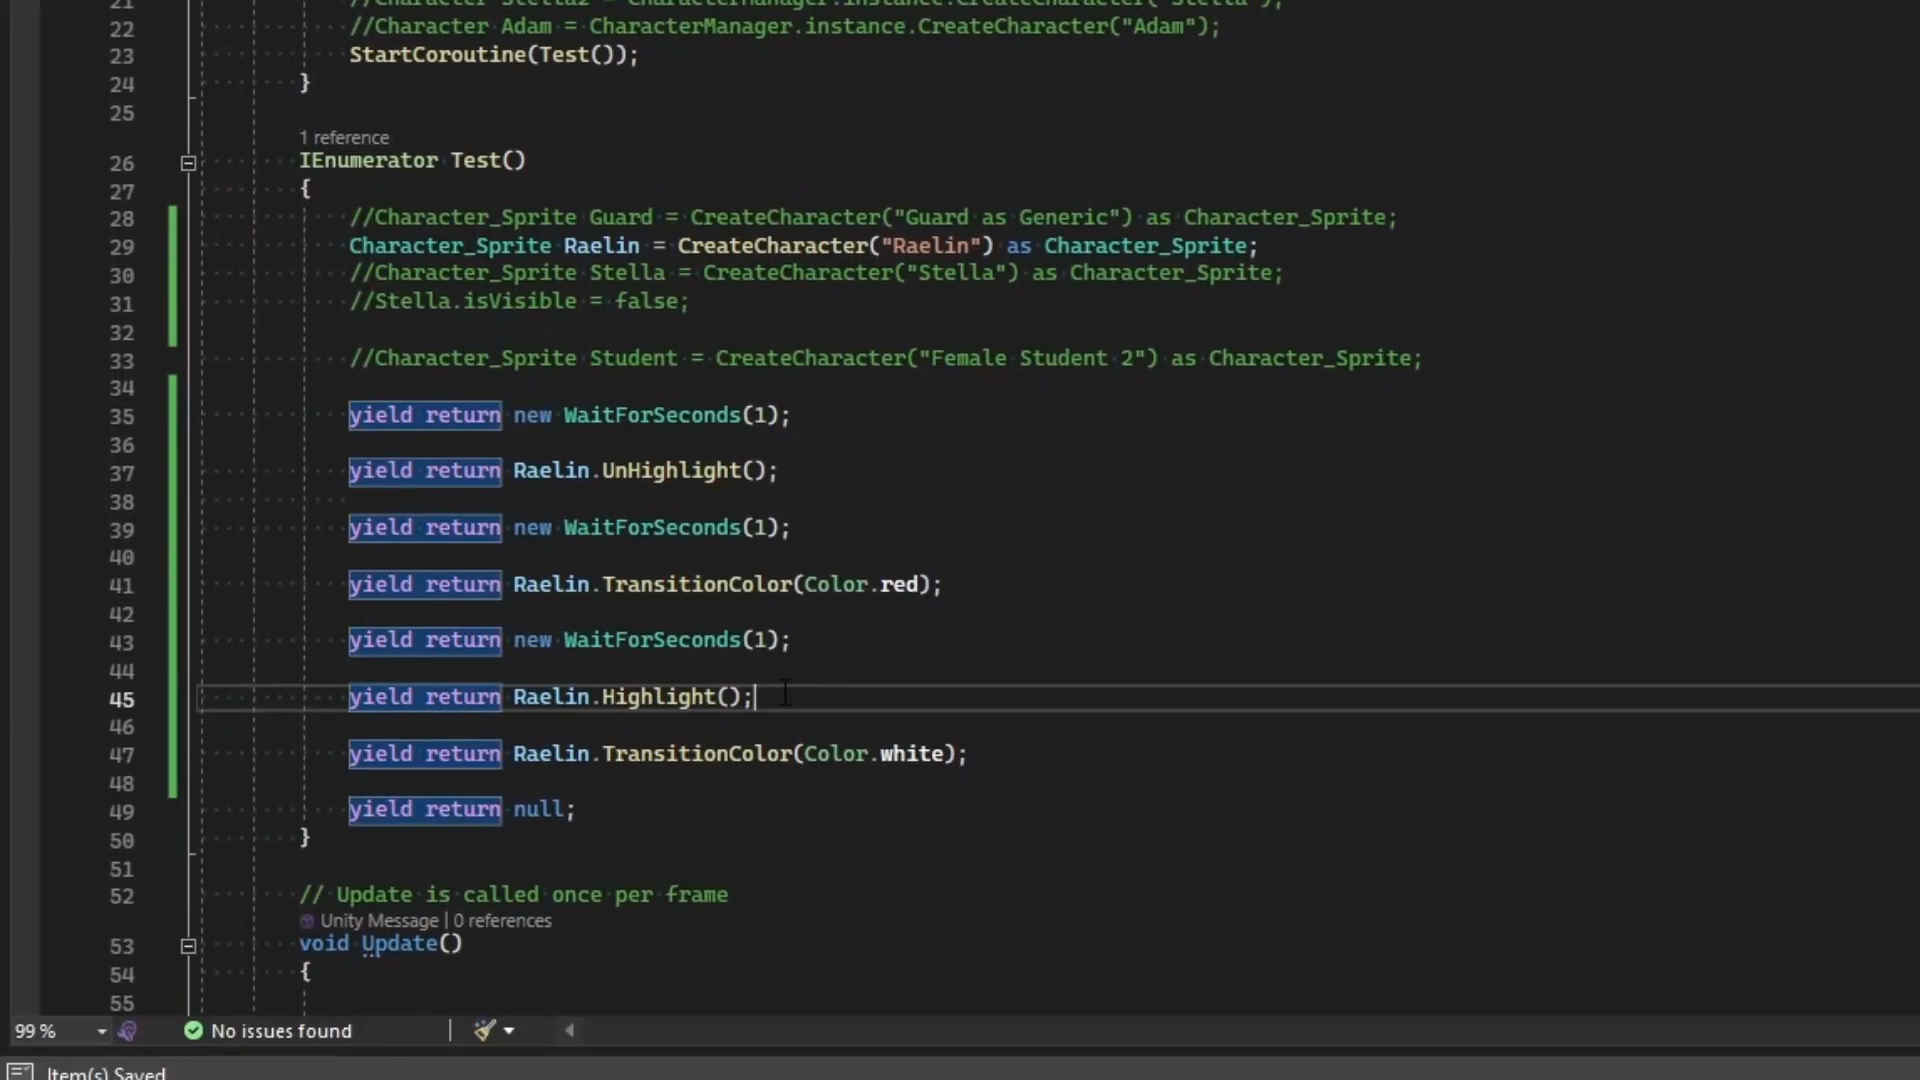 21 //Character Stella2 = CharacterManager.instance.CreateCharacter("Stella");
22 //Character Adam = CharacterManager.instance.CreateCharacter("Adam");
23 StartCoroutine(Test());
24 }
25
1 reference
26 IEnumerator Test()
27 {
28 //Character_Sprite Guard = CreateCharacter("Guard as Generic") as Character_Sprite;
29 Character_Sprite Raelin = CreateCharacter("Raelin") as Character_Sprite;
30 //Character_Sprite Stella = CreateCharacter("Stella") as Character_Sprite;
31 //Stella.isVisible = false;
32
33 //Character_Sprite Student = CreateCharacter("Female Student 2") as Character_Sprite;
34
35 yield return new WaitForSeconds(1);
36
37 yield return Raelin.UnHighlight();
38
39 yield return new WaitForSeconds(1);
40
41 yield return Raelin.TransitionColor(Color.red);
42
43 yield return new WaitForSeconds(1);
44
45 yield return Raelin.Highlight();
46
47 yield return Raelin.TransitionColor(Color.white);
48
49 yield return null;
50 }
51
52 // Update is called once per frame
Unity Message | 0 references
53 void Update()
54 {
55
99 % No issues found
Item(s) Saved